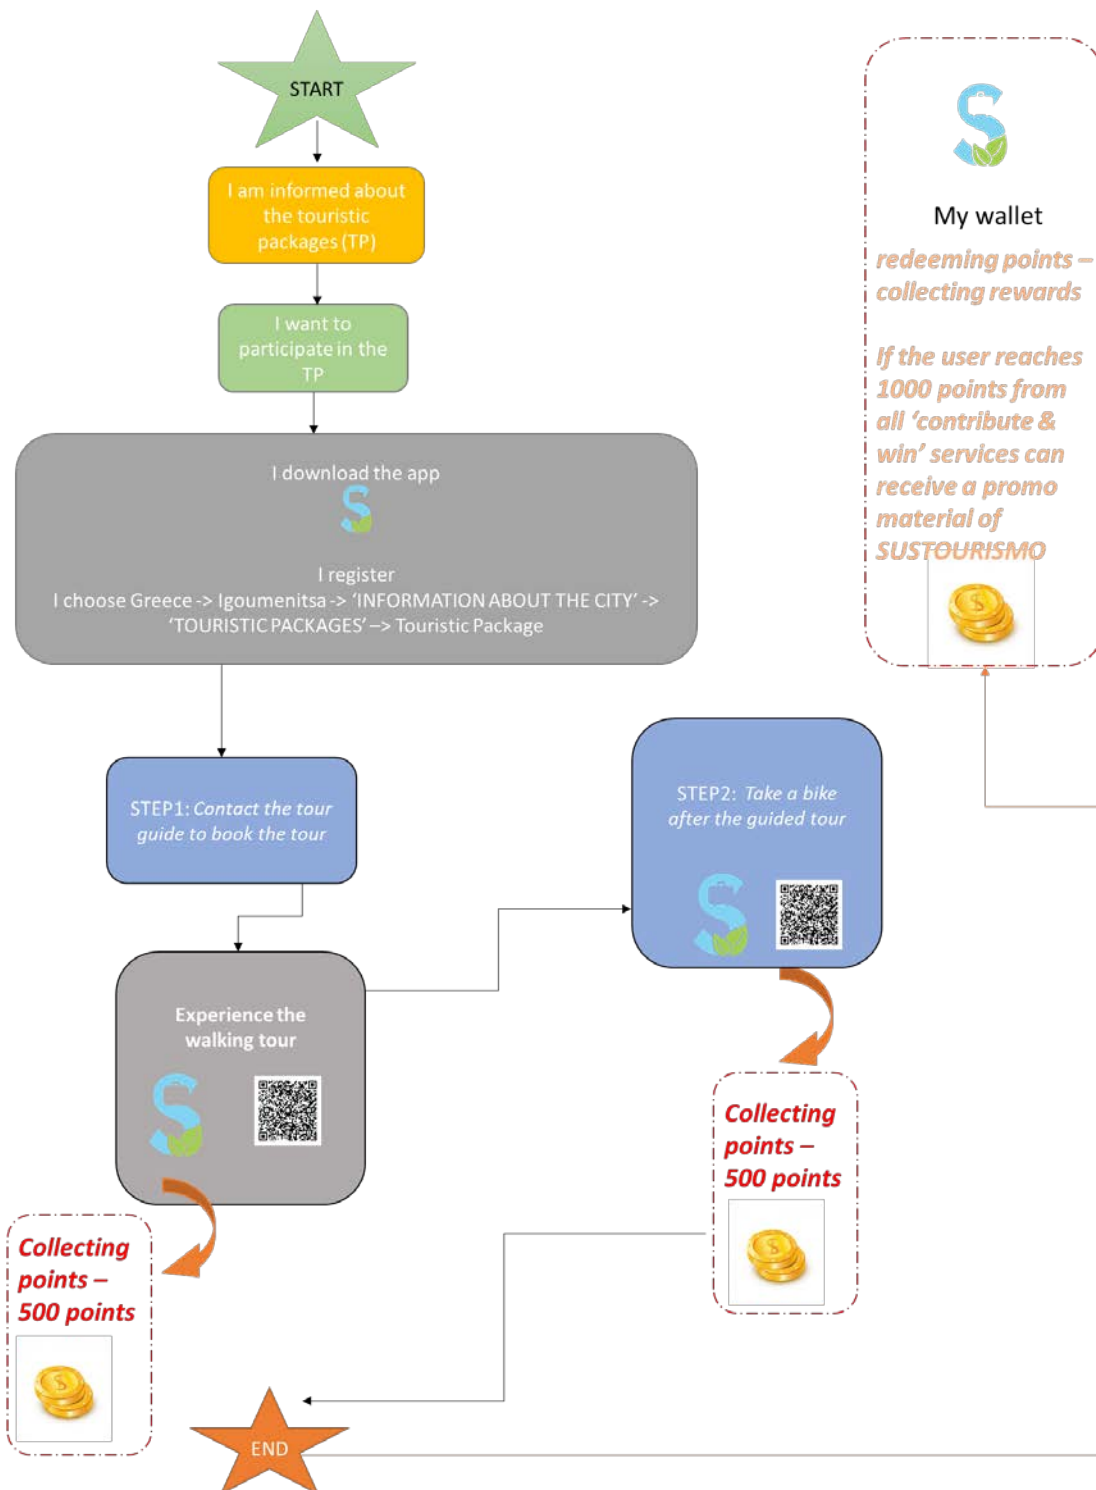 START
I am informed about
the touristic
packages (TP)
I want to
participate in the
TP
I download the app
I register
I choose Greece -> Igoumenitsa -> ‘INFORMATION ABOUT THE CITY’ ->
‘TOURISTIC PACKAGES’ –> Touristic Package
STEP1: Contact the tour
guide to book the tour
Experience the
walking tour
Collecting
points –
500 points
STEP2: Take a bike
after the guided tour
Collecting
points –
500 points
END
My wallet
redeeming points –
collecting rewards
If the user reaches
1000 points from
all ‘contribute &
win’ services can
receive a promo
material of
SUSTOURISMO